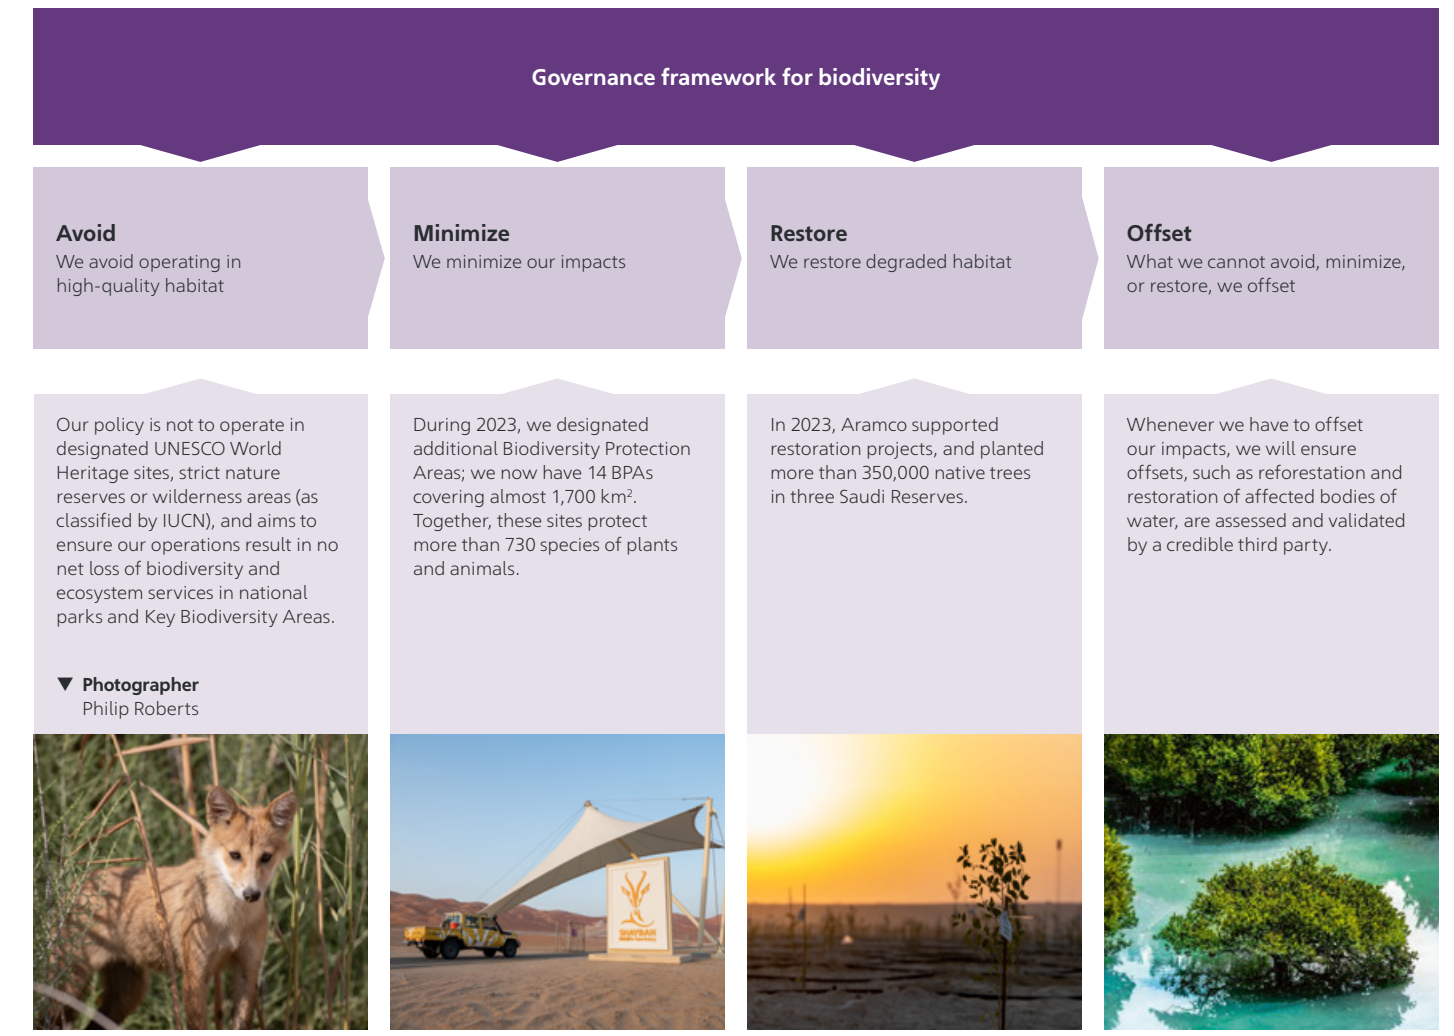 Governance framework for biodiversity
Avoid
We avoid operating in
high-quality habitat
Minimize
We minimize our impacts
Restore
We restore degraded habitat
Offset
What we cannot avoid, minimize,
or restore, we offset
Our policy is not to operate in
designated UNESCO World
Heritage sites, strict nature
reserves or wilderness areas (as
classified by IUCN), and aims to
ensure our operations result in no
net loss of biodiversity and
ecosystem services in national
parks and Key Biodiversity Areas.
▼ Photographer
Philip Roberts
During 2023, we designated
additional Biodiversity Protection
Areas; we now have 14 BPAs
covering almost 1,700 km².
Together, these sites protect
more than 730 species of plants
and animals.
In 2023, Aramco supported
restoration projects, and planted
more than 350,000 native trees
in three Saudi Reserves.
Whenever we have to offset
our impacts, we will ensure
offsets, such as reforestation and
restoration of affected bodies of
water, are assessed and validated
by a credible third party.
SHAYBAH
Wildlife Sanctuary